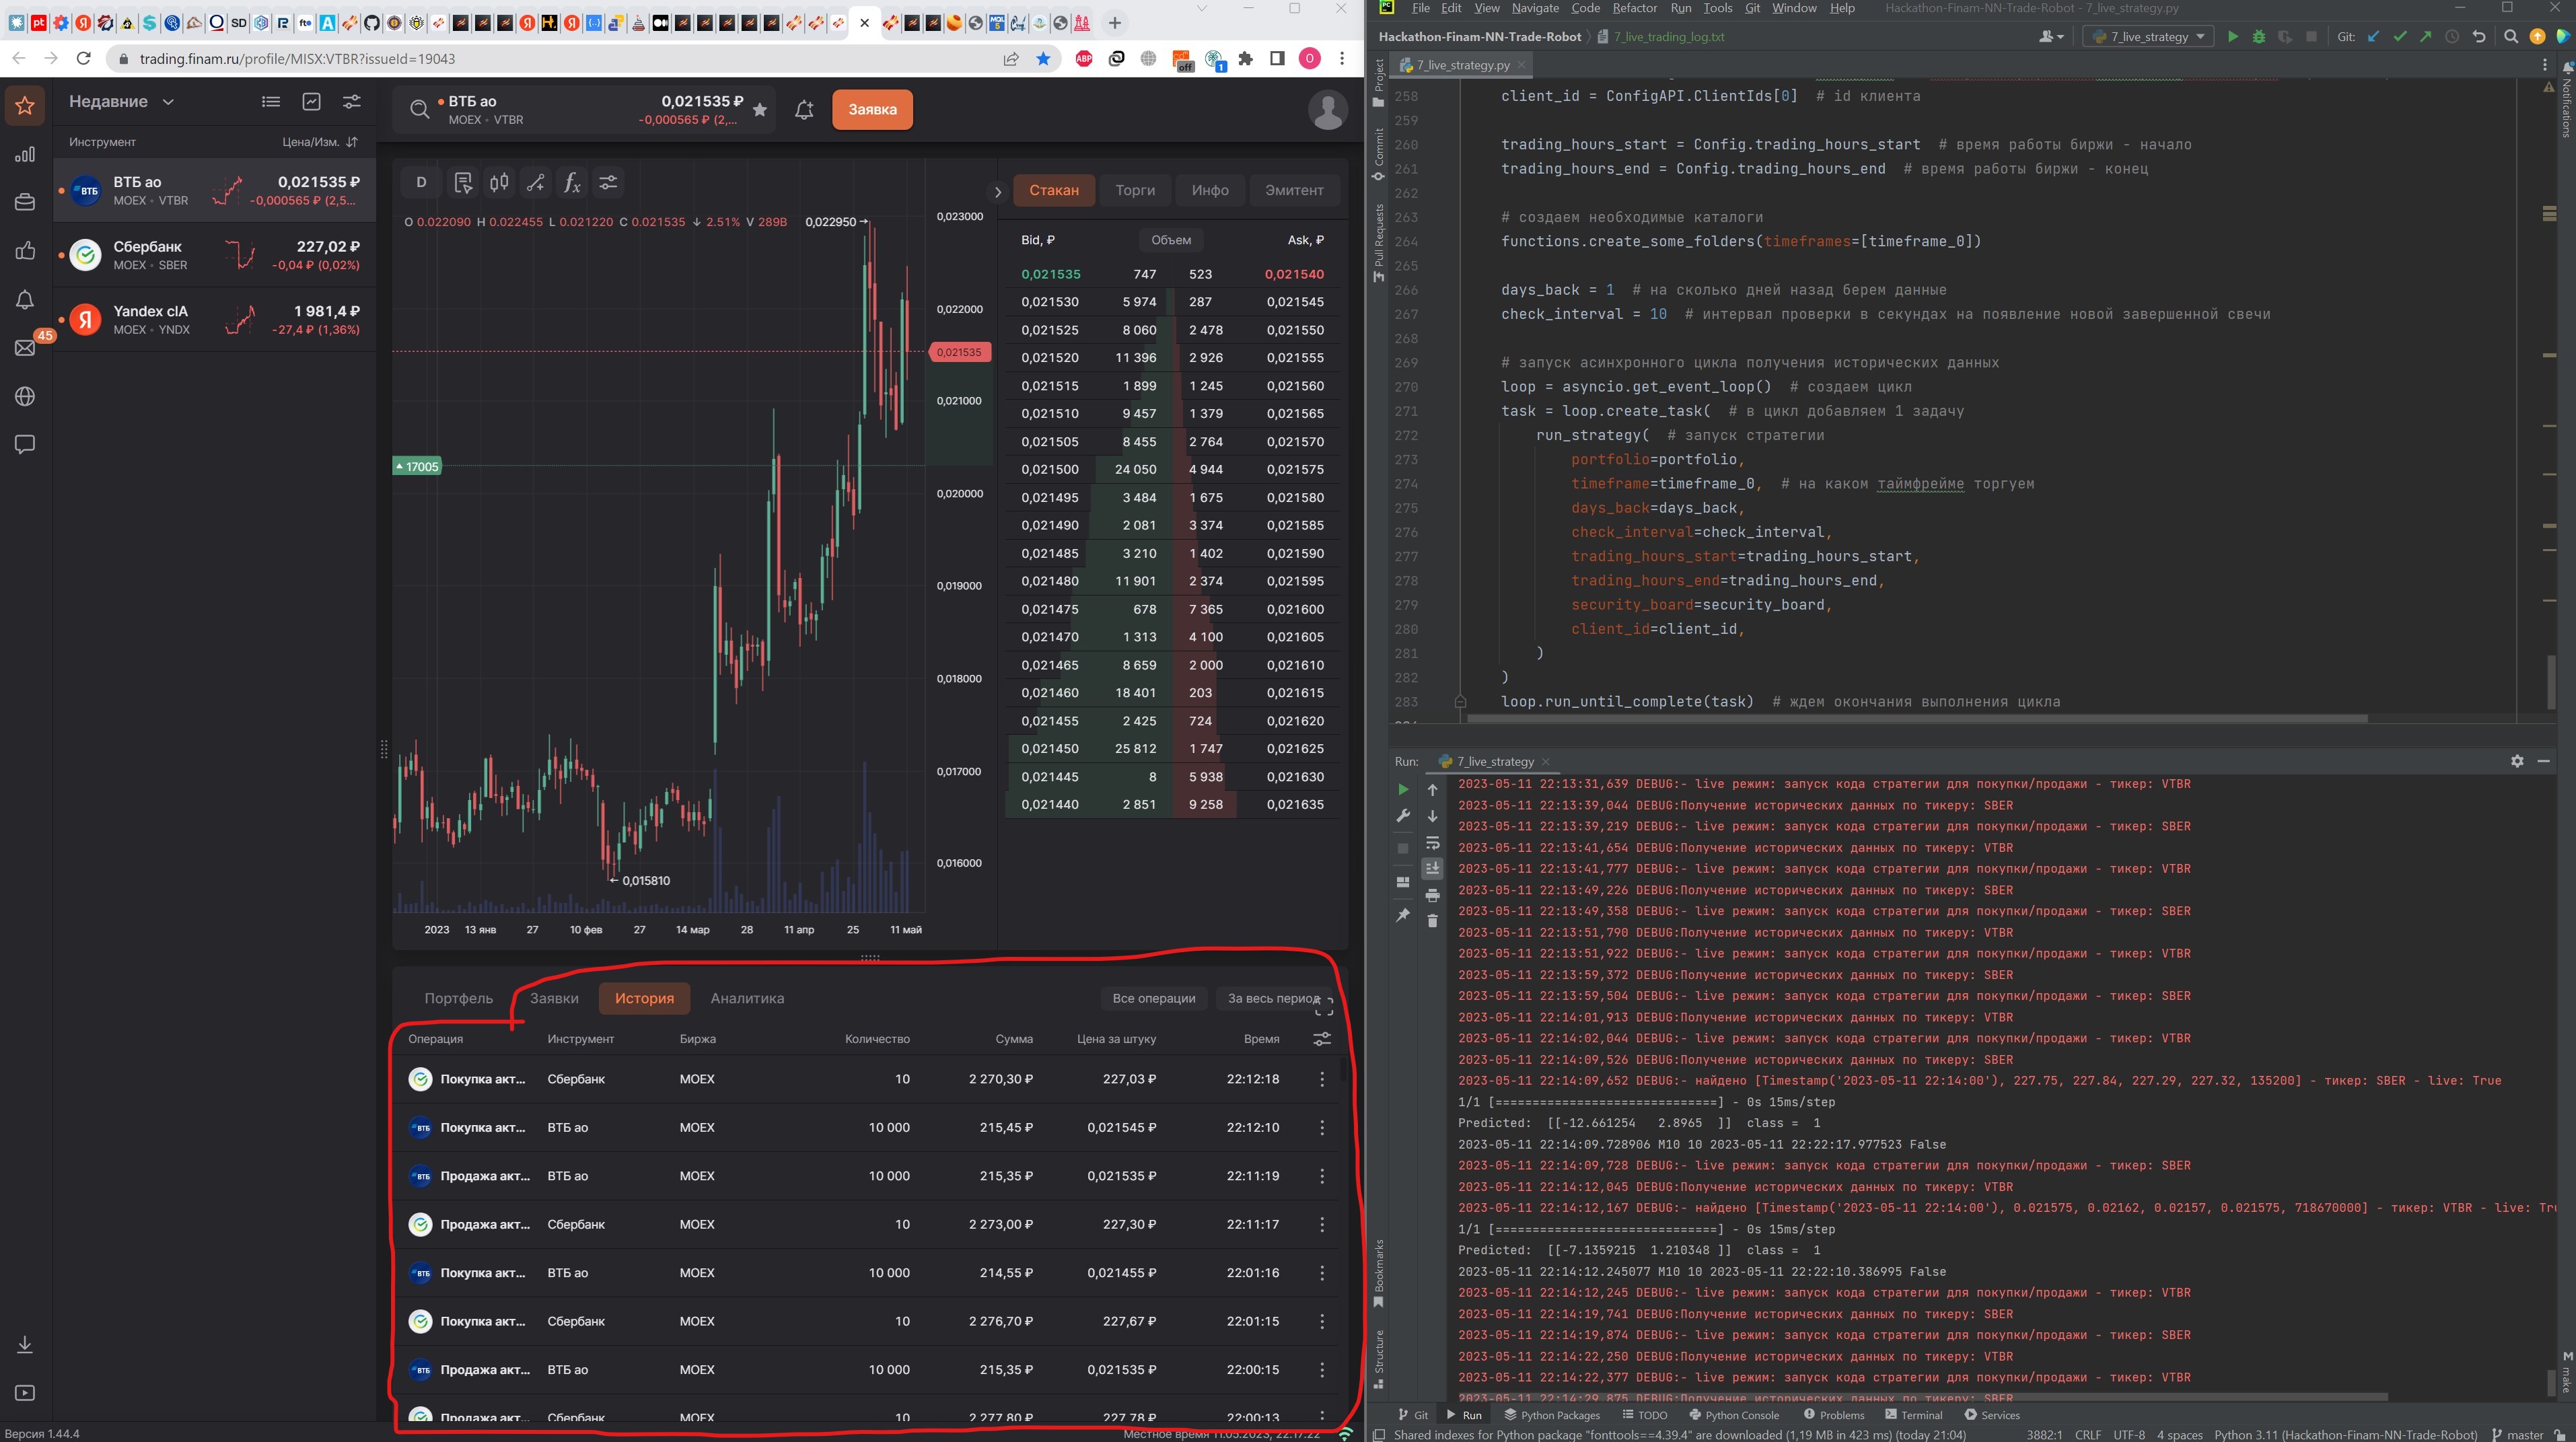 trading.finam.ru/profile/MISX:VTBR?issueId=19043
Недавние
Инструмент Цена/Изм.
ВТБ ао 0,021535 ₽
MOEX • VTBR -0,000565 ₽ (2,5...
Сбербанк 227,02 ₽
MOEX • SBER -0,04 ₽ (0,02%)
Yandex clA 1 981,4 ₽
MOEX • YNDX -27,4 ₽ (1,36%)
45
Версия 1.44.4
ВТБ ао 0,021535 ₽
MOEX • VTBR -0,000565 ₽ (2,...
Заявка
D
O 0.022090 H 0.022455 L 0.021220 C 0.021535 ↓ 2.51% V 289B
0,022950
0,023000
0,022000
0,021535
0,021000
17005
0,020000
0,019000
0,018000
0,017000
0,016000
0,015810
2023 13 янв 27 10 фев 27 14 мар 28 11 апр 25 11 май
Стакан Торги Инфо Эмитент
Bid, ₽ Объем Ask, ₽
0,021535 747 523 0,021540
0,021530 5 974 287 0,021545
0,021525 8 060 2 478 0,021550
0,021520 11 396 2 926 0,021555
0,021515 1 899 1 245 0,021560
0,021510 9 457 1 379 0,021565
0,021505 8 455 2 764 0,021570
0,021500 24 050 4 944 0,021575
0,021495 3 484 1 675 0,021580
0,021490 2 081 3 374 0,021585
0,021485 3 210 1 402 0,021590
0,021480 11 901 2 374 0,021595
0,021475 678 7 365 0,021600
0,021470 1 313 4 100 0,021605
0,021465 8 659 2 000 0,021610
0,021460 18 401 203 0,021615
0,021455 2 425 724 0,021620
0,021450 25 812 1 747 0,021625
0,021445 8 5 938 0,021630
0,021440 2 851 9 258 0,021635
Портфель Заявки История Аналитика Все операции За весь период
Операция Инструмент Биржа Количество Сумма Цена за штуку Время
Покупка акт... Сбербанк MOEX 10 2 270,30 ₽ 227,03 ₽ 22:12:18
Покупка акт... ВТБ ао MOEX 10 000 215,45 ₽ 0,021545 ₽ 22:12:10
Продажа акт... ВТБ ао MOEX 10 000 215,35 ₽ 0,021535 ₽ 22:11:19
Продажа акт... Сбербанк MOEX 10 2 273,00 ₽ 227,30 ₽ 22:11:17
Покупка акт... ВТБ ао MOEX 10 000 214,55 ₽ 0,021455 ₽ 22:01:16
Покупка акт... Сбербанк MOEX 10 2 276,70 ₽ 227,67 ₽ 22:01:15
Продажа акт... ВТБ ао MOEX 10 000 215,35 ₽ 0,021535 ₽ 22:00:15
Продажа акт... Сбербанк MOEX 10 2 277,80 ₽ 227,78 ₽ 22:00:13
Местное время 11.05.2023, 22:17:22
File Edit View Navigate Code Refactor Run Tools Git Window Help Hackathon-Finam-NN-Trade-Robot - 7_live_strategy.py
Hackathon-Finam-NN-Trade-Robot 7_live_trading_log.txt 7_live_strategy Git:
7_live_strategy.py
Project
Commit
Pull Requests
Bookmarks
Structure
Notifications
make
258 client_id = ConfigAPI.ClientIds[0] # id клиента
259
260 trading_hours_start = Config.trading_hours_start # время работы биржи - начало
261 trading_hours_end = Config.trading_hours_end # время работы биржи - конец
262
263 # создаем необходимые каталоги
264 functions.create_some_folders(timeframes=[timeframe_0])
265
266 days_back = 1 # на сколько дней назад берем данные
267 check_interval = 10 # интервал проверки в секундах на появление новой завершенной свечи
268
269 # запуск асинхронного цикла получения исторических данных
270 loop = asyncio.get_event_loop() # создаем цикл
271 task = loop.create_task( # в цикл добавляем 1 задачу
272 run_strategy( # запуск стратегии
273 portfolio=portfolio,
274 timeframe=timeframe_0, # на каком таймфрейме торгуем
275 days_back=days_back,
276 check_interval=check_interval,
277 trading_hours_start=trading_hours_start,
278 trading_hours_end=trading_hours_end,
279 security_board=security_board,
280 client_id=client_id,
281 )
282 )
283 loop.run_until_complete(task) # ждем окончания выполнения цикла
Run: 7_live_strategy
2023-05-11 22:13:31,639 DEBUG:- live режим: запуск кода стратегии для покупки/продажи - тикер: VTBR
2023-05-11 22:13:39,044 DEBUG:Получение исторических данных по тикеру: SBER
2023-05-11 22:13:39,219 DEBUG:- live режим: запуск кода стратегии для покупки/продажи - тикер: SBER
2023-05-11 22:13:41,654 DEBUG:Получение исторических данных по тикеру: VTBR
2023-05-11 22:13:41,777 DEBUG:- live режим: запуск кода стратегии для покупки/продажи - тикер: VTBR
2023-05-11 22:13:49,226 DEBUG:Получение исторических данных по тикеру: SBER
2023-05-11 22:13:49,358 DEBUG:- live режим: запуск кода стратегии для покупки/продажи - тикер: SBER
2023-05-11 22:13:51,790 DEBUG:Получение исторических данных по тикеру: VTBR
2023-05-11 22:13:51,922 DEBUG:- live режим: запуск кода стратегии для покупки/продажи - тикер: VTBR
2023-05-11 22:13:59,372 DEBUG:Получение исторических данных по тикеру: SBER
2023-05-11 22:13:59,504 DEBUG:- live режим: запуск кода стратегии для покупки/продажи - тикер: SBER
2023-05-11 22:14:01,913 DEBUG:Получение исторических данных по тикеру: VTBR
2023-05-11 22:14:02,044 DEBUG:- live режим: запуск кода стратегии для покупки/продажи - тикер: VTBR
2023-05-11 22:14:09,526 DEBUG:Получение исторических данных по тикеру: SBER
2023-05-11 22:14:09,652 DEBUG:- найдено [Timestamp('2023-05-11 22:14:00'), 227.75, 227.84, 227.29, 227.32, 135200] - тикер: SBER - live: True
1/1 [==============================] - 0s 15ms/step
Predicted: [[-12.661254 2.8965 ]] class = 1
2023-05-11 22:14:09.728906 M10 10 2023-05-11 22:22:17.977523 False
2023-05-11 22:14:09,728 DEBUG:- live режим: запуск кода стратегии для покупки/продажи - тикер: SBER
2023-05-11 22:14:12,045 DEBUG:Получение исторических данных по тикеру: VTBR
2023-05-11 22:14:12,167 DEBUG:- найдено [Timestamp('2023-05-11 22:14:00'), 0.021575, 0.02162, 0.02157, 0.021575, 718670000] - тикер: VTBR - live: Tr
1/1 [==============================] - 0s 15ms/step
Predicted: [[-7.1359215 1.210348 ]] class = 1
2023-05-11 22:14:12.245077 M10 10 2023-05-11 22:22:10.386995 False
2023-05-11 22:14:12,245 DEBUG:- live режим: запуск кода стратегии для покупки/продажи - тикер: VTBR
2023-05-11 22:14:19,741 DEBUG:Получение исторических данных по тикеру: SBER
2023-05-11 22:14:19,874 DEBUG:- live режим: запуск кода стратегии для покупки/продажи - тикер: SBER
2023-05-11 22:14:22,250 DEBUG:Получение исторических данных по тикеру: VTBR
2023-05-11 22:14:22,377 DEBUG:- live режим: запуск кода стратегии для покупки/продажи - тикер: VTBR
2023-05-11 22:14:29,875 DEBUG:Получение исторических данных по тикеру: SBER
Git Run Python Packages TODO Python Console Problems Terminal Services
Shared indexes for Python package "fonttools==4.39.4" are downloaded (1,19 MB in 423 ms) (today 21:04) 3882:1 CRLF UTF-8 4 spaces Python 3.11 (Hackathon-Finam-NN-Trade-Robot) master